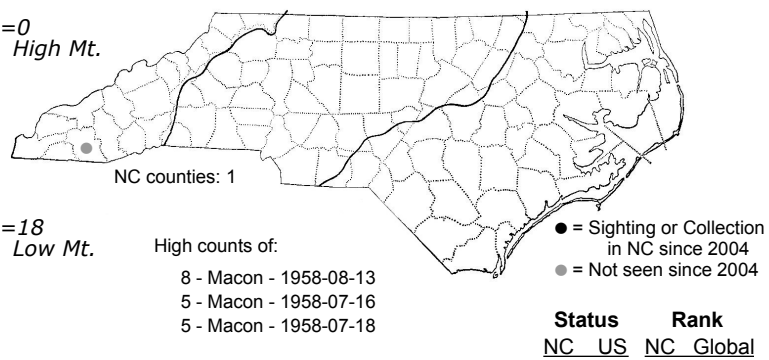 =0
High Mt.
NC counties: 1
=18
Low Mt.
High counts of:
8 - Macon - 1958-08-13
5 - Macon - 1958-07-16
5 - Macon - 1958-07-18
● = Sighting or Collection
in NC since 2004
● = Not seen since 2004
Status Rank
NC US NC Global